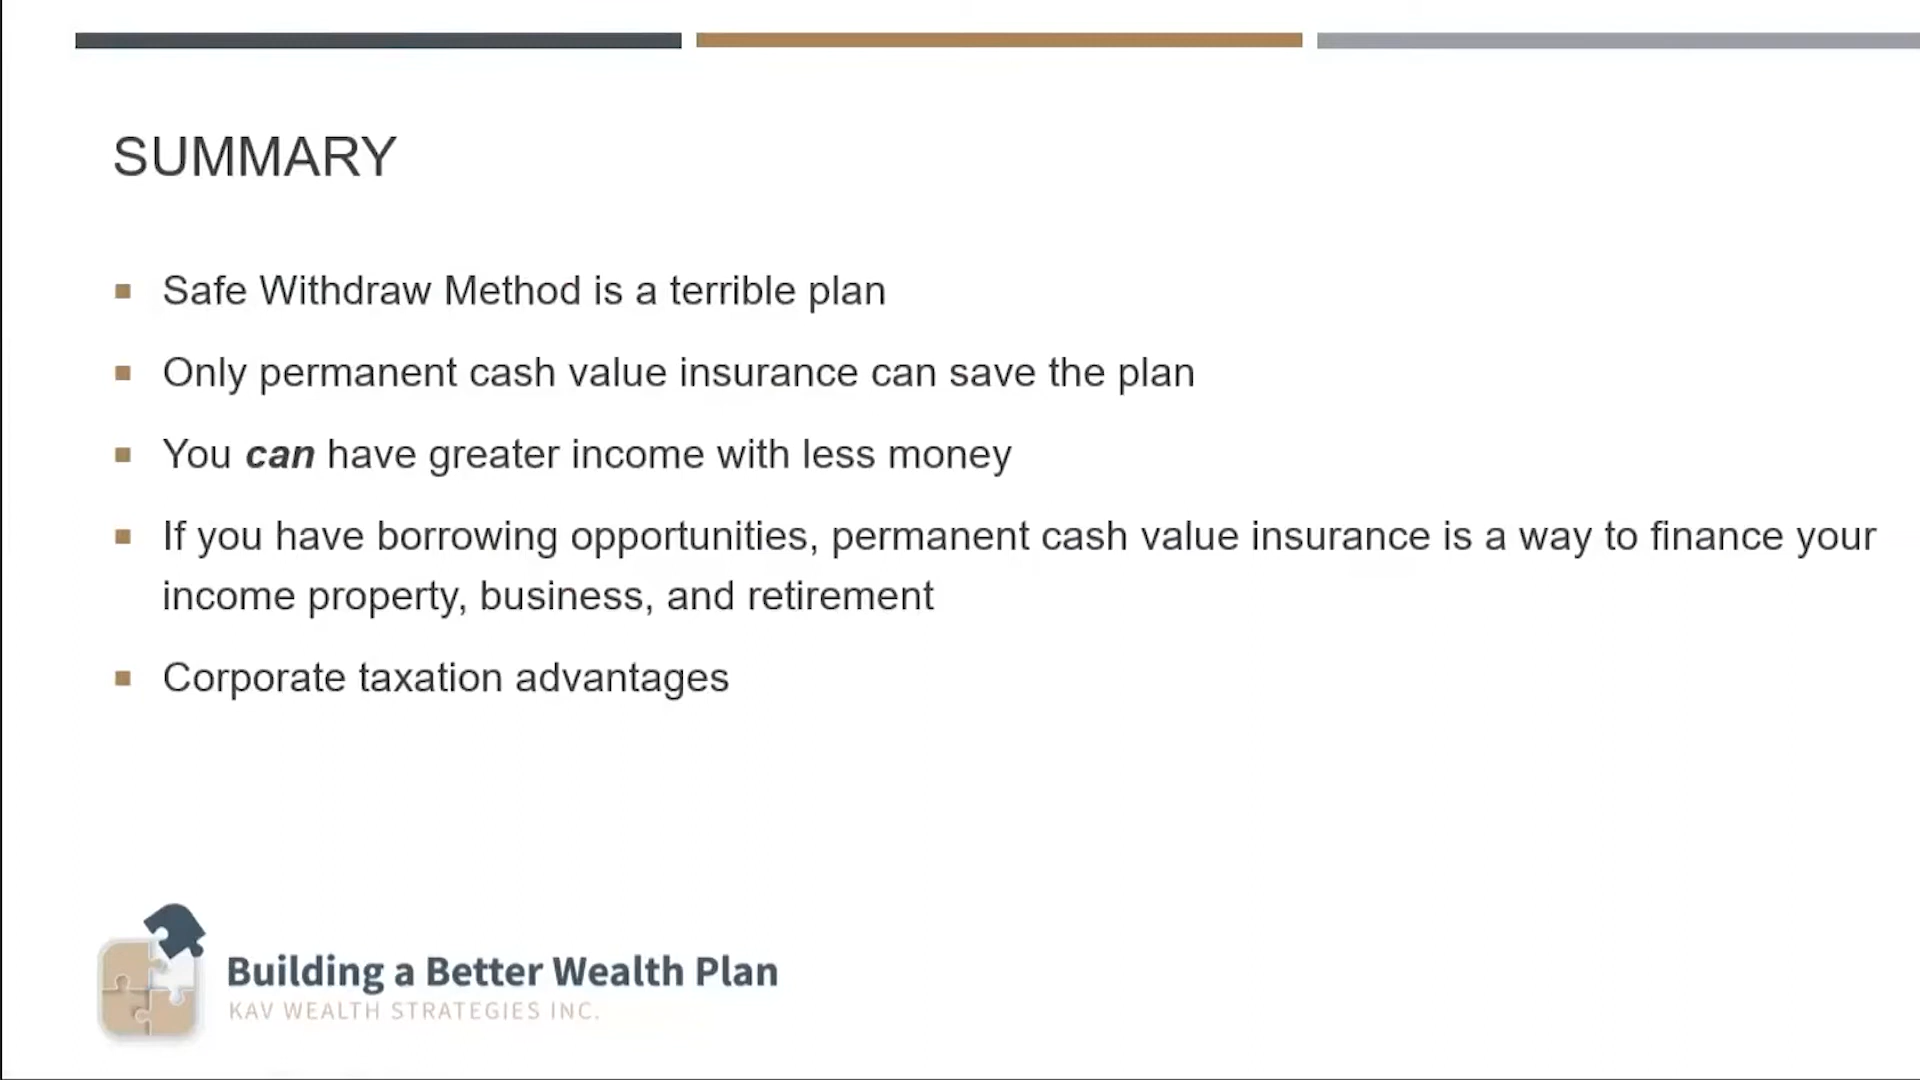 SUMMARY
Safe Withdraw Method is a terrible plan
Only permanent cash value insurance can save the plan
You can have greater income with less money
If you have borrowing opportunities, permanent cash value insurance is a way to finance your
income property, business, and retirement
Corporate taxation advantages
Building a Better Wealth Plan
KAV WEALTH STRATEGIES INC.